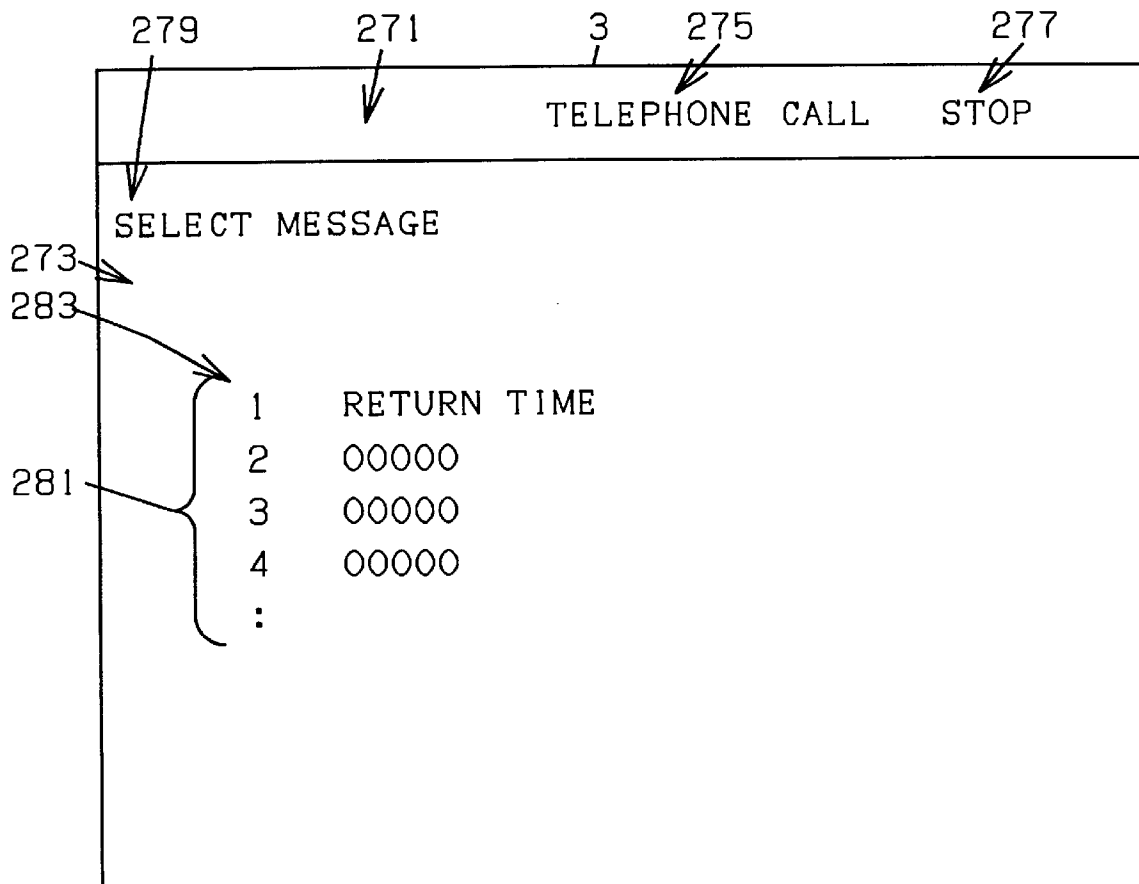 279 271 3 275 277
TELEPHONE CALL STOP
SELECT MESSAGE
273
283
1 RETURN TIME
2 00000
281
3 00000
4 00000
: